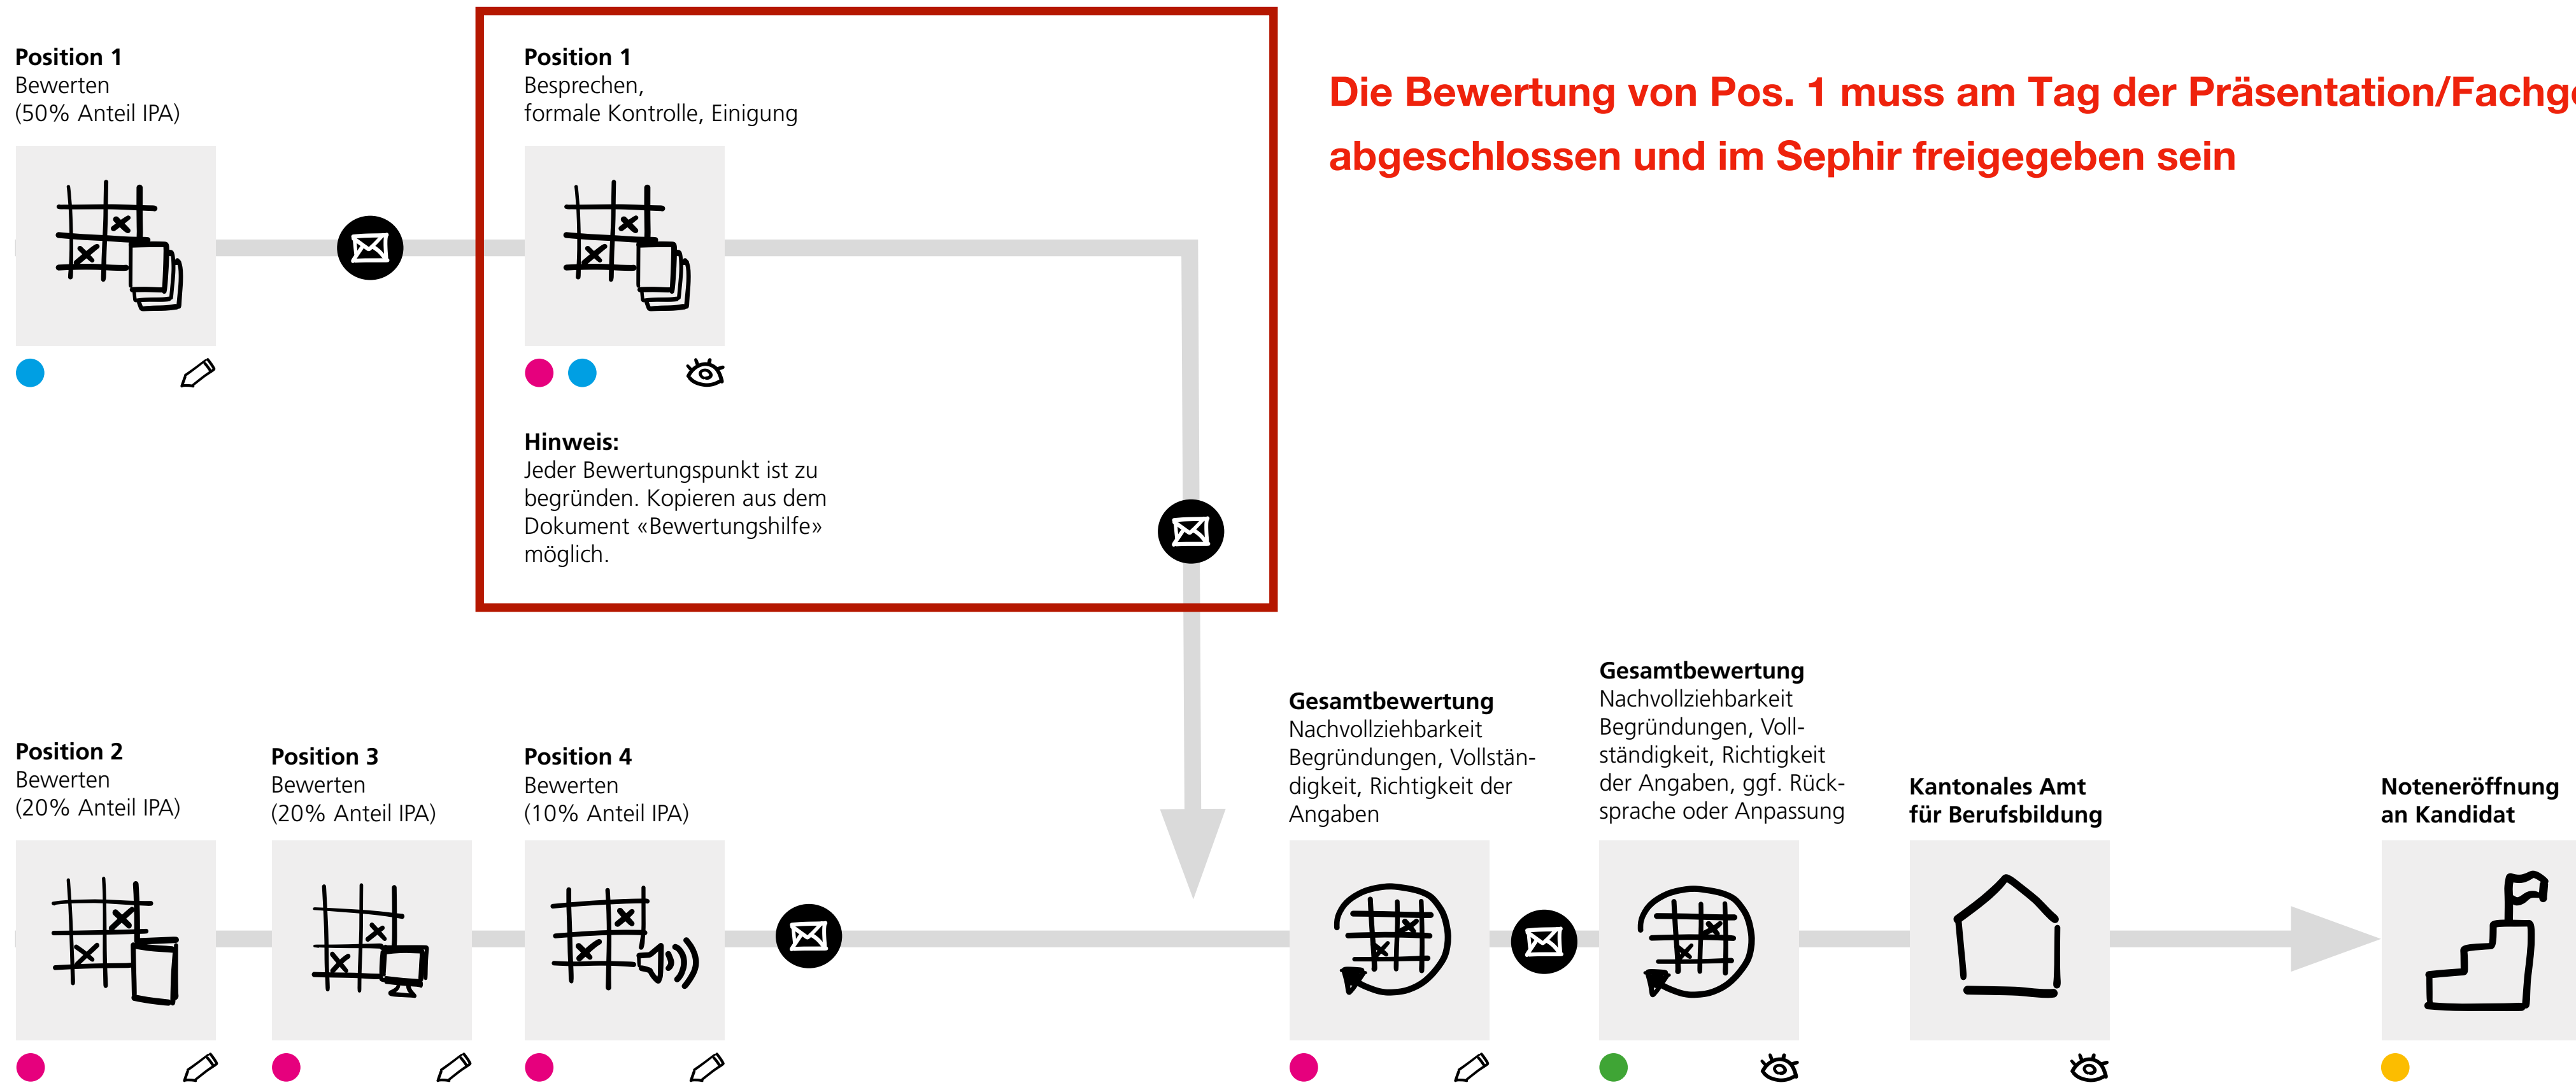 Position 1
Bewerten
(50% Anteil IPA)
Position 1
Besprechen,
formale Kontrolle, Einigung
Die Bewertung von Pos. 1 muss am Tag der
abgeschlossen und im Sephir freigegeben sein
Hinweis:
Jeder Bewertungspunkt ist zu
begründen. Kopieren aus dem
Dokument «Bewertungshilfe»
möglich.
Position 2
Bewerten
(20% Anteil IPA)
Position 3
Bewerten
(20% Anteil IPA)
Position 4
Bewerten
(10% Anteil IPA)
Gesamtbewertung
Nachvollziehbarkeit
Begründungen, Vollstän-
digkeit, Richtigkeit der
Angaben
Gesamtbewertung
Nachvollziehbarkeit
Begründungen, Voll-
ständigkeit, Richtigkeit
der Angaben, ggf. Rück-
sprache oder Anpassung
Kantonales Amt
für Berufsbildung
Noteneröffnung
an Kandidat